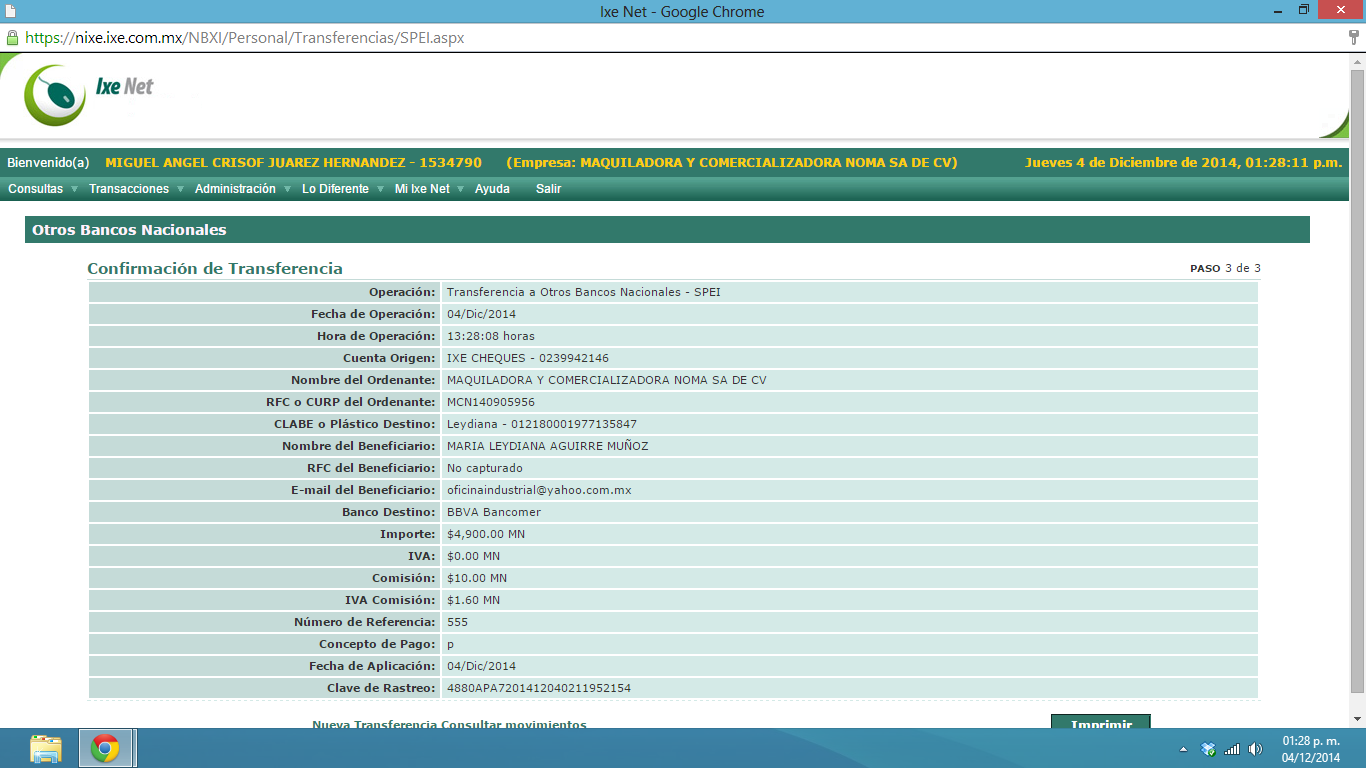 Ixe Net - Google Chrome
https://nixe.ixe.com.mx/NBXI/Personal/Transferencias/SPEI.aspx
Ixe Net
Bienvenido(a) MIGUEL ANGEL CRISOF JUAREZ HERNANDEZ - 1534790 (Empresa: MAQUILADORA Y COMERCIALIZADORA NOMA SA DE CV) Jueves 4 de Diciembre de 2014, 01:28:11 p.m.
Consultas Transacciones Administración Lo Diferente Mi Ixe Net Ayuda Salir
Otros Bancos Nacionales
Confirmación de Transferencia PASO 3 de 3
Operación: Transferencia a Otros Bancos Nacionales - SPEI
Fecha de Operación: 04/Dic/2014
Hora de Operación: 13:28:08 horas
Cuenta Origen: IXE CHEQUES - 0239942146
Nombre del Ordenante: MAQUILADORA Y COMERCIALIZADORA NOMA SA DE CV
RFC o CURP del Ordenante: MCN140905956
CLABE o Plástico Destino: Leydiana - 012180001977135847
Nombre del Beneficiario: MARIA LEYDIANA AGUIRRE MUÑOZ
RFC del Beneficiario: No capturado
E-mail del Beneficiario: oficinaindustrial@yahoo.com.mx
Banco Destino: BBVA Bancomer
Importe: $4,900.00 MN
IVA: $0.00 MN
Comisión: $10.00 MN
IVA Comisión: $1.60 MN
Número de Referencia: 555
Concepto de Pago: p
Fecha de Aplicación: 04/Dic/2014
Clave de Rastreo: 4880APA7201412040211952154
Nueva Transferencia Consultar movimientos Imprimir
01:28 p. m.
04/12/2014